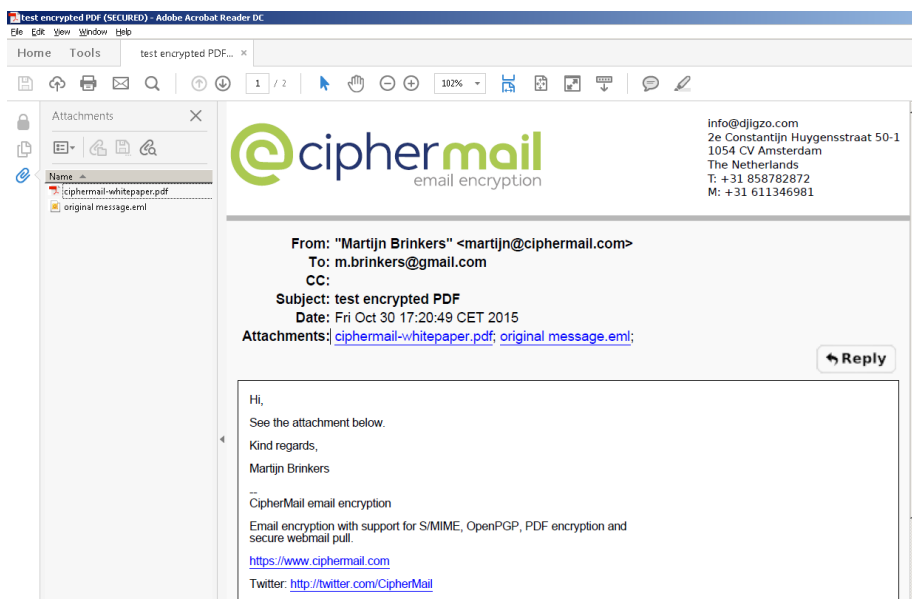 test encrypted PDF (SECURED) - Adobe Acrobat Reader DC
File Edit View Window Help
Home Tools test encrypted PDF... ×
1 / 2 102%
Attachments
Name
ciphermail-whitepaper.pdf
original message.eml
ciphermail
email encryption
info@djigzo.com
2e Constantijn Huygensstraat 50-1
1054 CV Amsterdam
The Netherlands
T: +31 858782872
M: +31 611346981
From: "Martijn Brinkers" <martijn@ciphermail.com>
To: m.brinkers@gmail.com
CC:
Subject: test encrypted PDF
Date: Fri Oct 30 17:20:49 CET 2015
Attachments: ciphermail-whitepaper.pdf; original message.eml;
Reply
Hi,
See the attachment below.
Kind regards,
Martijn Brinkers
--
CipherMail email encryption
Email encryption with support for S/MIME, OpenPGP, PDF encryption and
secure webmail pull.
https://www.ciphermail.com
Twitter: http://twitter.com/CipherMail